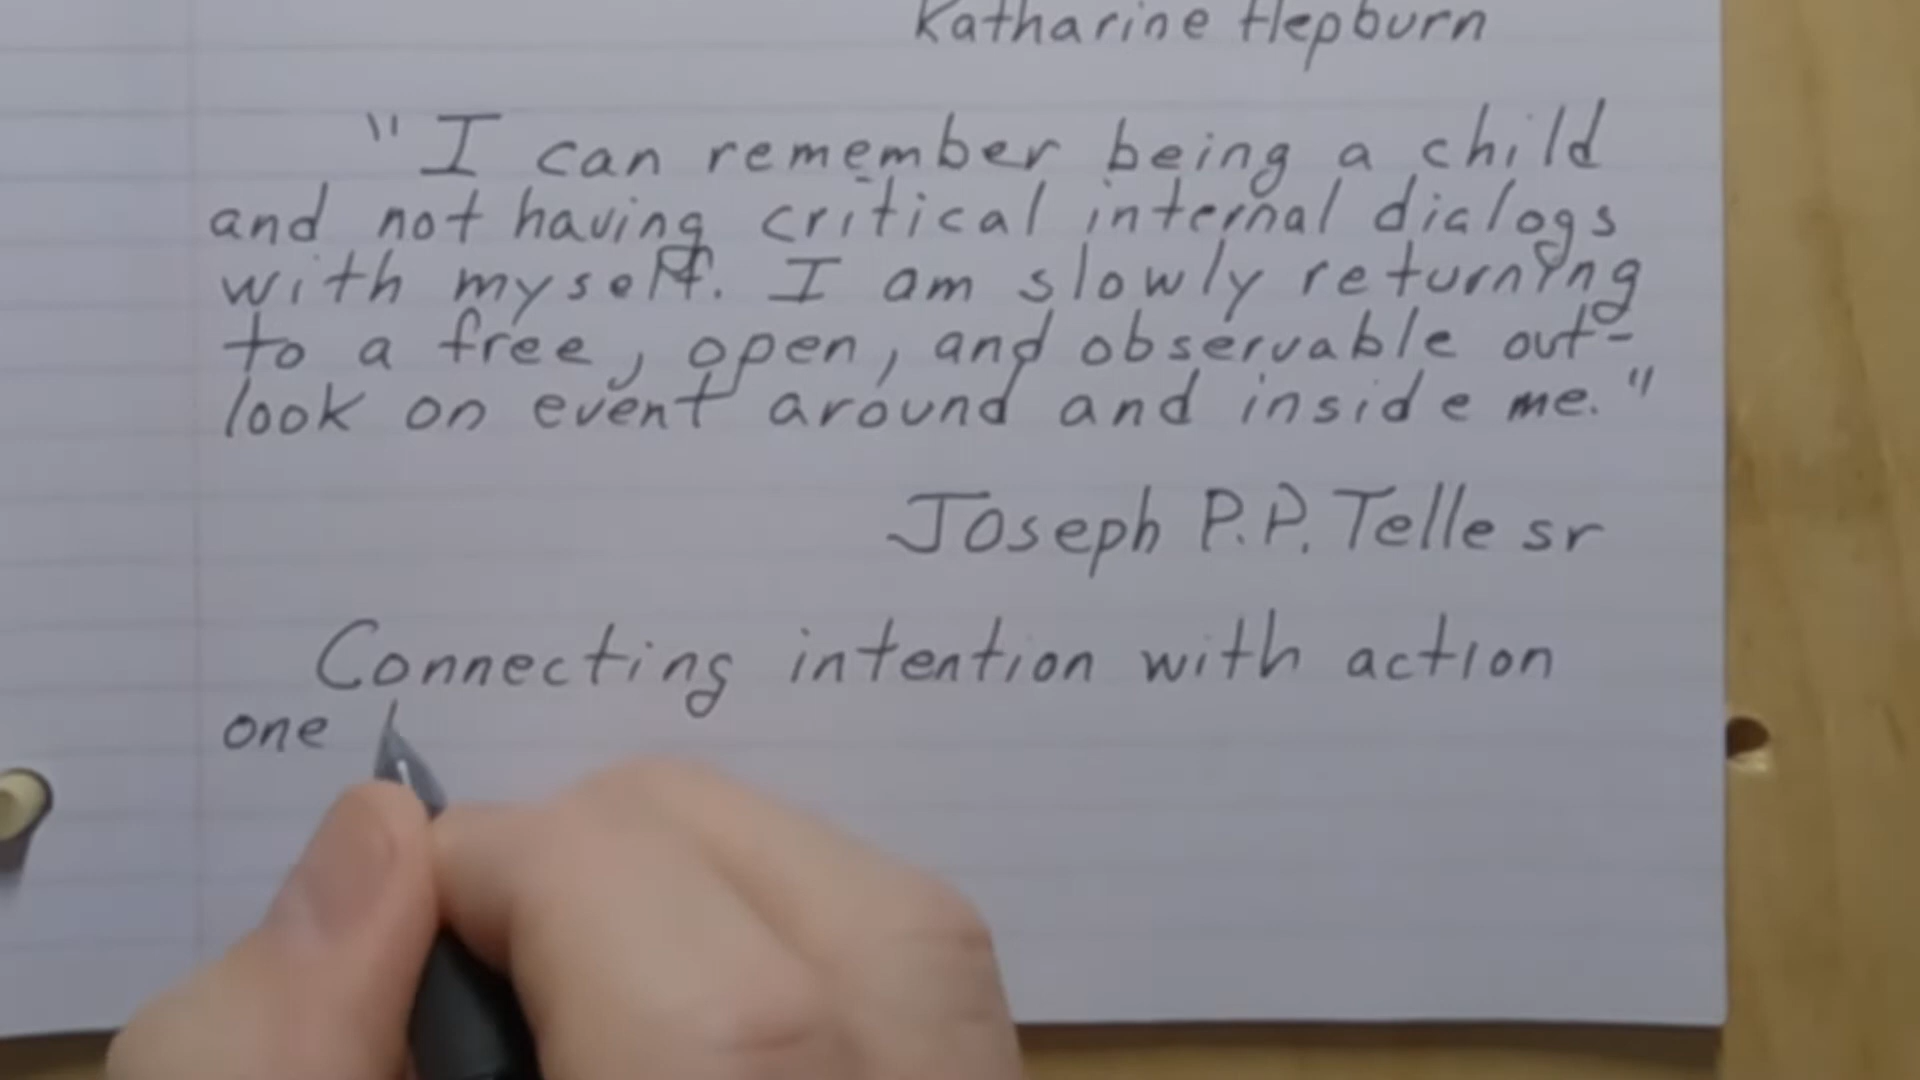 Katharine Hepburn
"I can remember being a child
and not having critical internal dialogs
with myself. I am slowly returning
to a free, open, and observable out-
look on event around and inside me."
Joseph P.P. Telle sr
Connecting intention with action
one